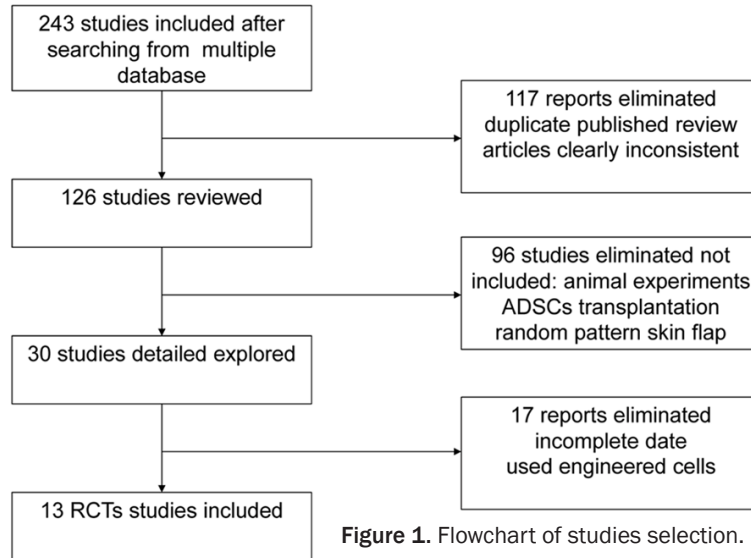 243 studies included after
searching from multiple
database
117 reports eliminated
duplicate published review
articles clearly inconsistent
126 studies reviewed
96 studies eliminated not
included: animal experiments
ADSCs transplantation
random pattern skin flap
30 studies detailed explored
17 reports eliminated
incomplete date
used engineered cells
13 RCTs studies included
Figure 1. Flowchart of studies selection.